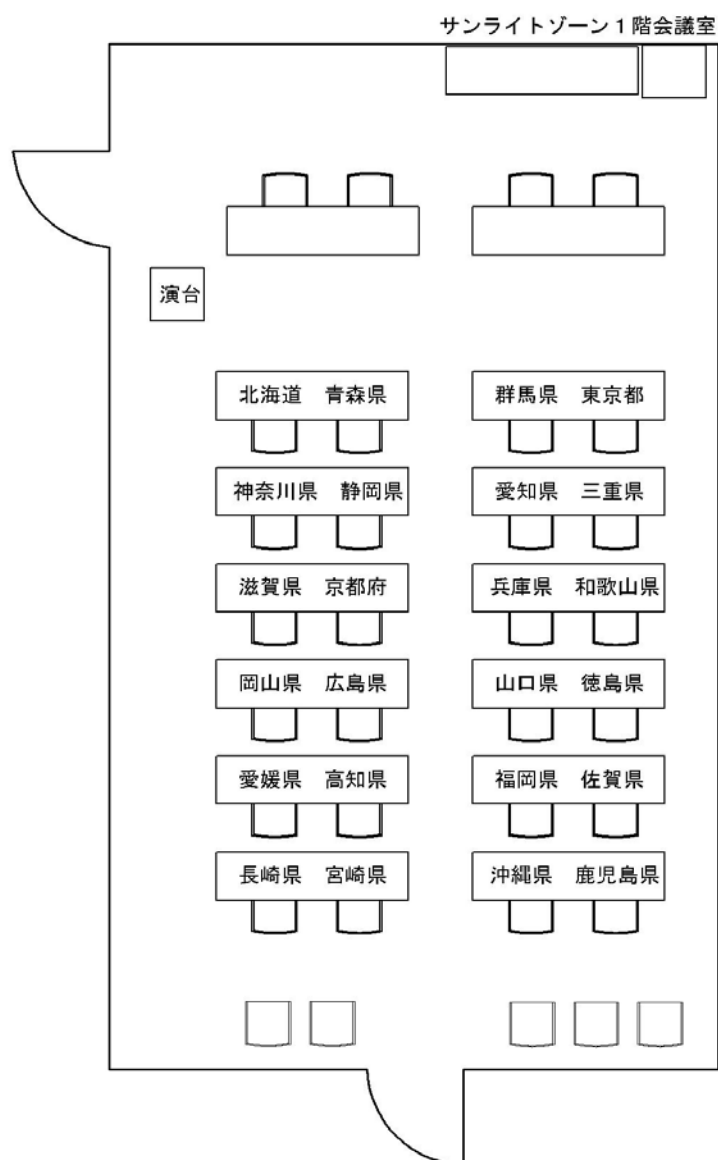 サンライトゾーン１階会議室
演台
北海道 青森県 群馬県 東京都
神奈川県 静岡県 愛知県 三重県
滋賀県 京都府 兵庫県 和歌山県
岡山県 広島県 山口県 徳島県
愛媛県 高知県 福岡県 佐賀県
長崎県 宮崎県 沖縄県 鹿児島県